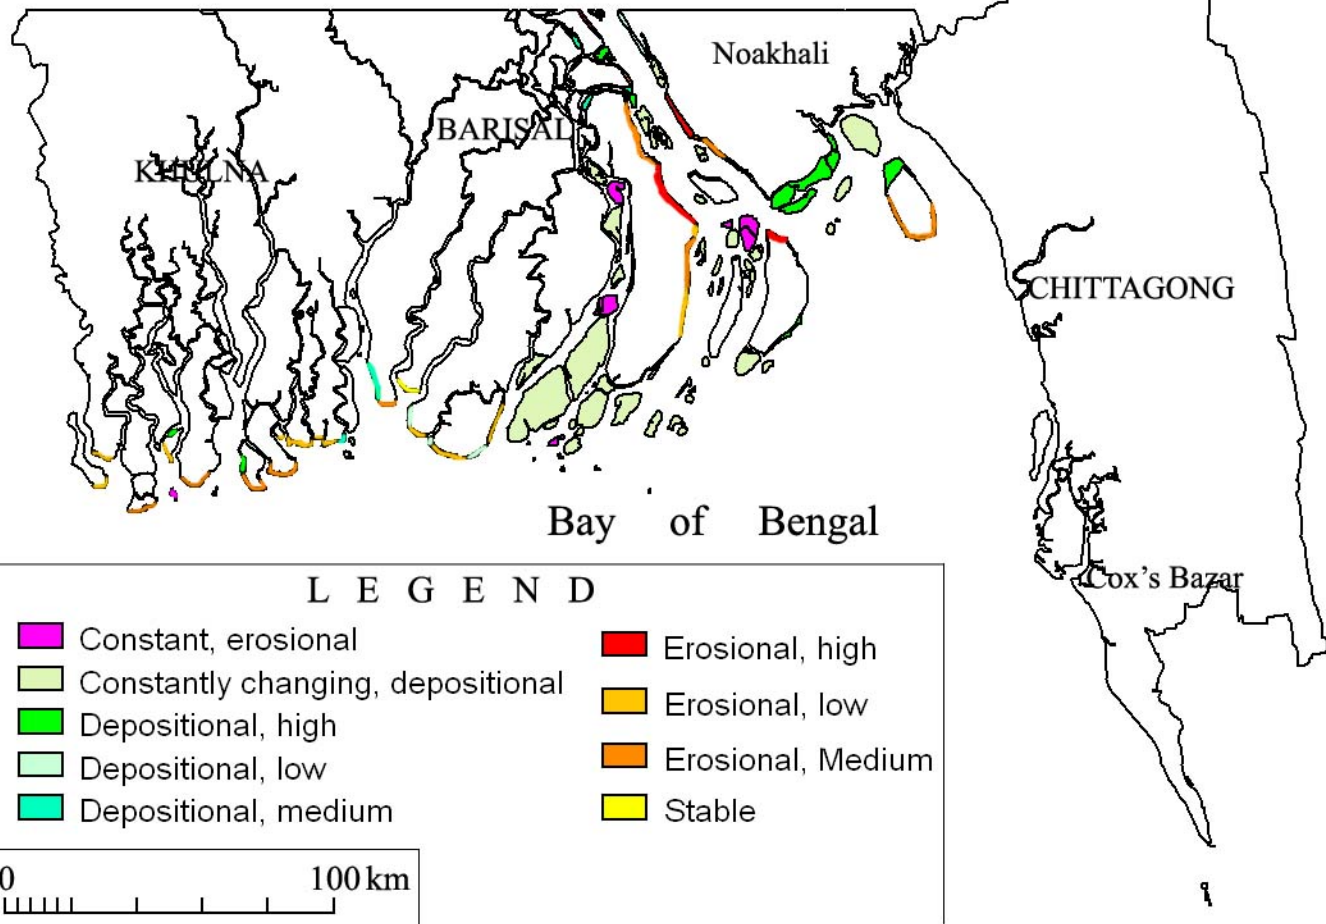 Noakhali
BARISAL
KHULNA
CHITTAGONG
Bay of Bengal
Cox's Bazar
L E G E N D
Constant, erosional
Constantly changing, depositional
Depositional, high
Depositional, low
Depositional, medium
Erosional, high
Erosional, low
Erosional, Medium
Stable
0 100 km